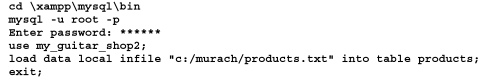 cd \xampp\mysql\bin
mysql -u root -p
Enter password: ******
use my_guitar_shop2;
load data local infile "c:/murach/products.txt" into table products;
exit;